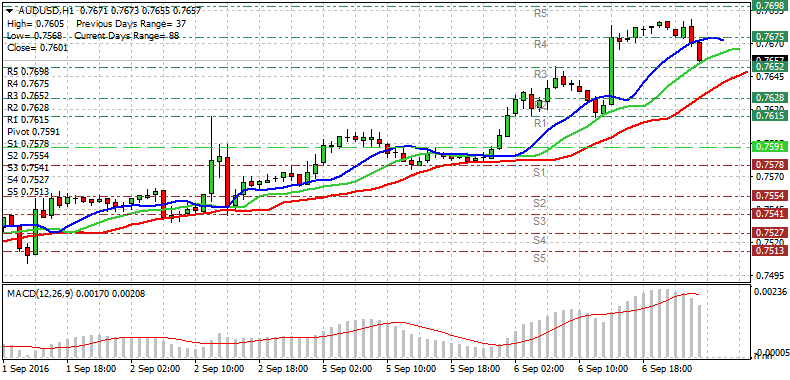 AUDUSD,H1 0.7671 0.7673 0.7655 0.7657
High= 0.7605 Previous Days Range= 37
Low= 0.7568 Current Days Range= 88
Close= 0.7601
R5 0.7698
R4 0.7675
R3 0.7652
R2 0.7628
R1 0.7615
Pivot 0.7591
S1 0.7578
S2 0.7554
S3 0.7541
S4 0.7527
S5 0.7513
R5
R4
R3
R1
S1
S2
S3
S4
S5
0.7698
0.7675
0.7670
0.7657
0.7652
0.7645
0.7628
0.7615
0.7591
0.7578
0.7570
0.7554
0.7541
0.7527
0.7520
0.7513
0.7495
MACD(12,26,9) 0.00170 0.00208
0.00236
0.00005
1 Sep 2016
1 Sep 18:00
2 Sep 02:00
2 Sep 10:00
2 Sep 18:00
5 Sep 02:00
5 Sep 10:00
5 Sep 18:00
6 Sep 02:00
6 Sep 10:00
6 Sep 18:00